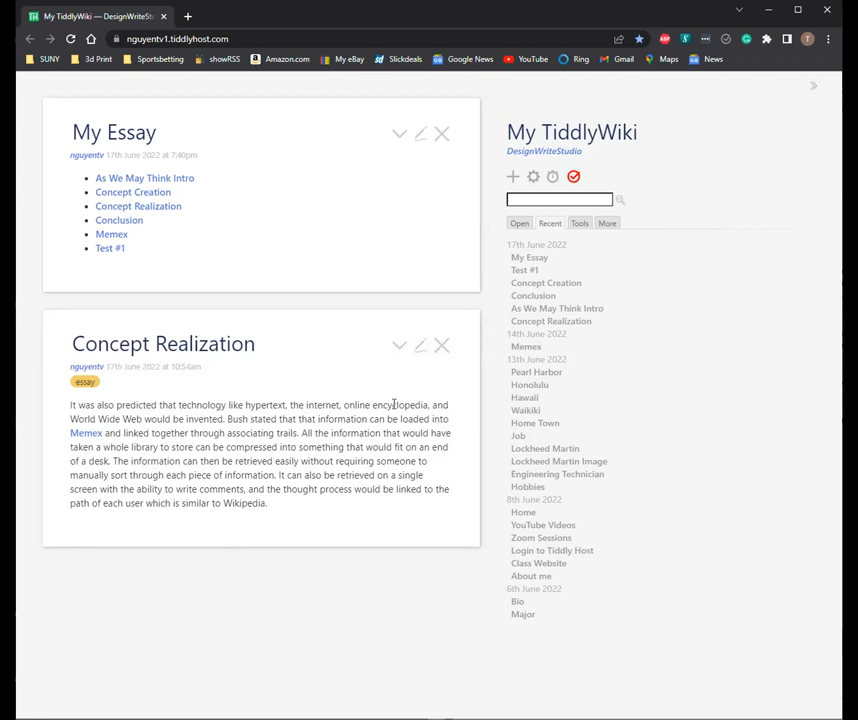 My TiddlyWiki — DesignWriteStu
nguyentv1.tiddlyhost.com
SUNY 3d Print Sportsbetting showRSS Amazon.com My eBay Slickdeals Google News YouTube Ring Gmail Maps News
My Essay
nguyentv 17th June 2022 at 7:40pm
As We May Think Intro
Concept Creation
Concept Realization
Conclusion
Memex
Test #1
Concept Realization
nguyentv 17th June 2022 at 10:54am
essay
It was also predicted that technology like hypertext, the internet, online encyclopedia, and
World Wide Web would be invented. Bush stated that that information can be loaded into
Memex and linked together through associating trails. All the information that would have
taken a whole library to store can be compressed into something that would fit on an end
of a desk. The information can then be retrieved easily without requiring someone to
manually sort through each piece of information. It can also be retrieved on a single
screen with the ability to write comments, and the thought process would be linked to the
path of each user which is similar to Wikipedia.
My TiddlyWiki
DesignWriteStudio
Open Recent Tools More
17th June 2022
My Essay
Test #1
Concept Creation
Conclusion
As We May Think Intro
Concept Realization
14th June 2022
Memex
13th June 2022
Pearl Harbor
Honolulu
Hawaii
Waikiki
Home Town
Job
Lockheed Martin
Lockheed Martin Image
Engineering Technician
Hobbies
8th June 2022
Home
YouTube Videos
Zoom Sessions
Login to Tiddly Host
Class Website
About me
6th June 2022
Bio
Major